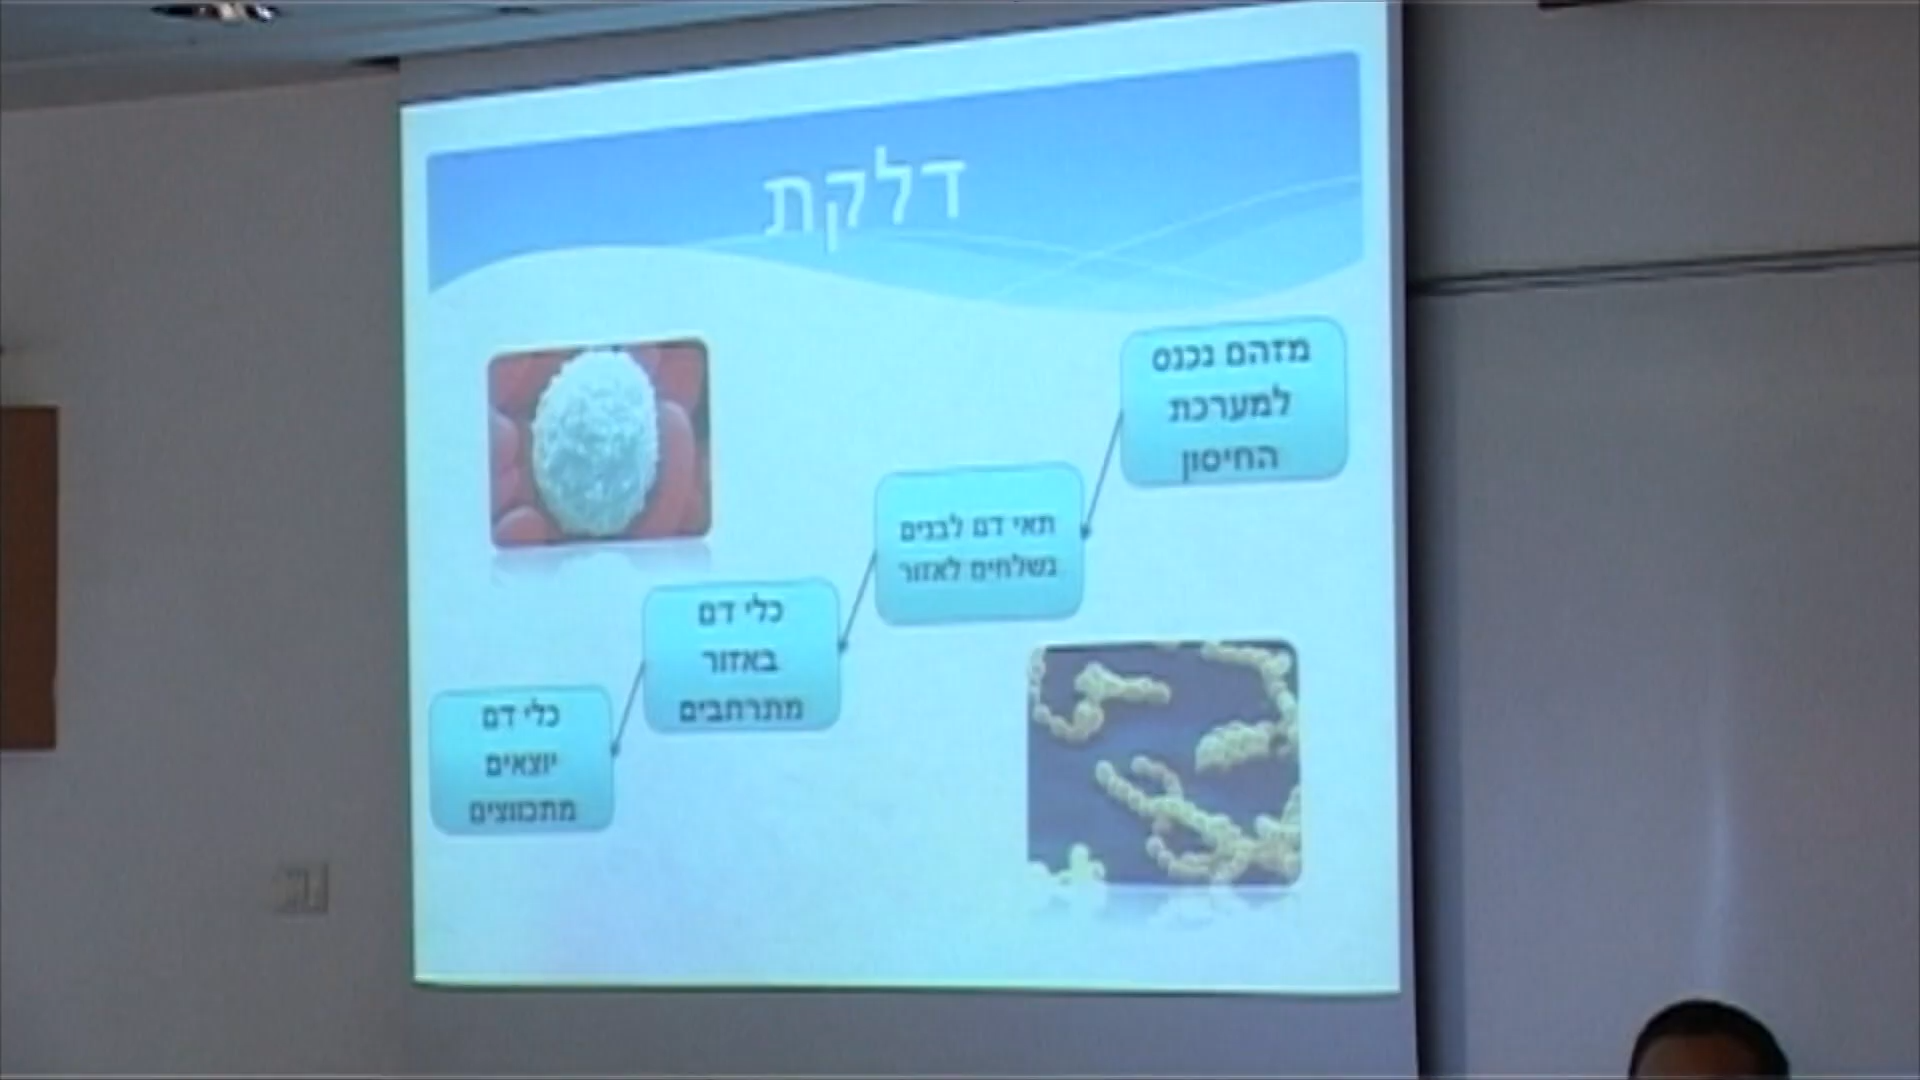 דלקת
מזהם נכנס
למערכת
החיסון
תאי דם לבנים
נשלחים לאזור
כלי דם
באזור
מתרחבים
כלי דם
יוצאים
מתכווצים